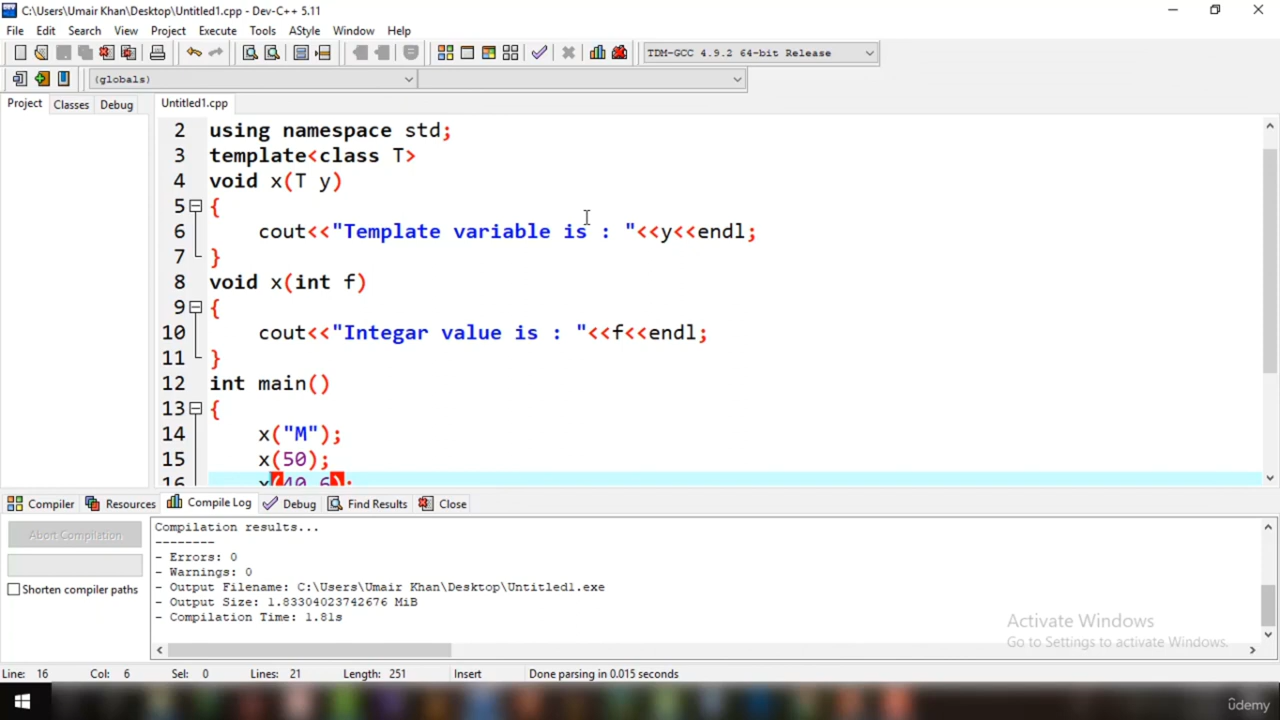 C:\Users\Umair Khan\Desktop\Untitled1.cpp - Dev-C++ 5.11
File Edit Search View Project Execute Tools AStyle Window Help
TDM-GCC 4.9.2 64-bit Release
(globals)
Project Classes Debug Untitled1.cpp
2 using namespace std;
3 template<class T>
4 void x(T y)
5 {
6 cout<<"Template variable is : "<<y<<endl;
7 }
8 void x(int f)
9 {
10 cout<<"Integar value is : "<<f<<endl;
11 }
12 int main()
13 {
14 x("M");
15 x(50);
16 x(40.6);
Compiler Resources Compile Log Debug Find Results Close
Abort Compilation
Shorten compiler paths
Compilation results...
--------
- Errors: 0
- Warnings: 0
- Output Filename: C:\Users\Umair Khan\Desktop\Untitled1.exe
- Output Size: 1.83304023742676 MiB
- Compilation Time: 1.81s
Activate Windows
Go to Settings to activate Windows.
Line: 16 Col: 6 Sel: 0 Lines: 21 Length: 251 Insert Done parsing in 0.015 seconds
ûdemy